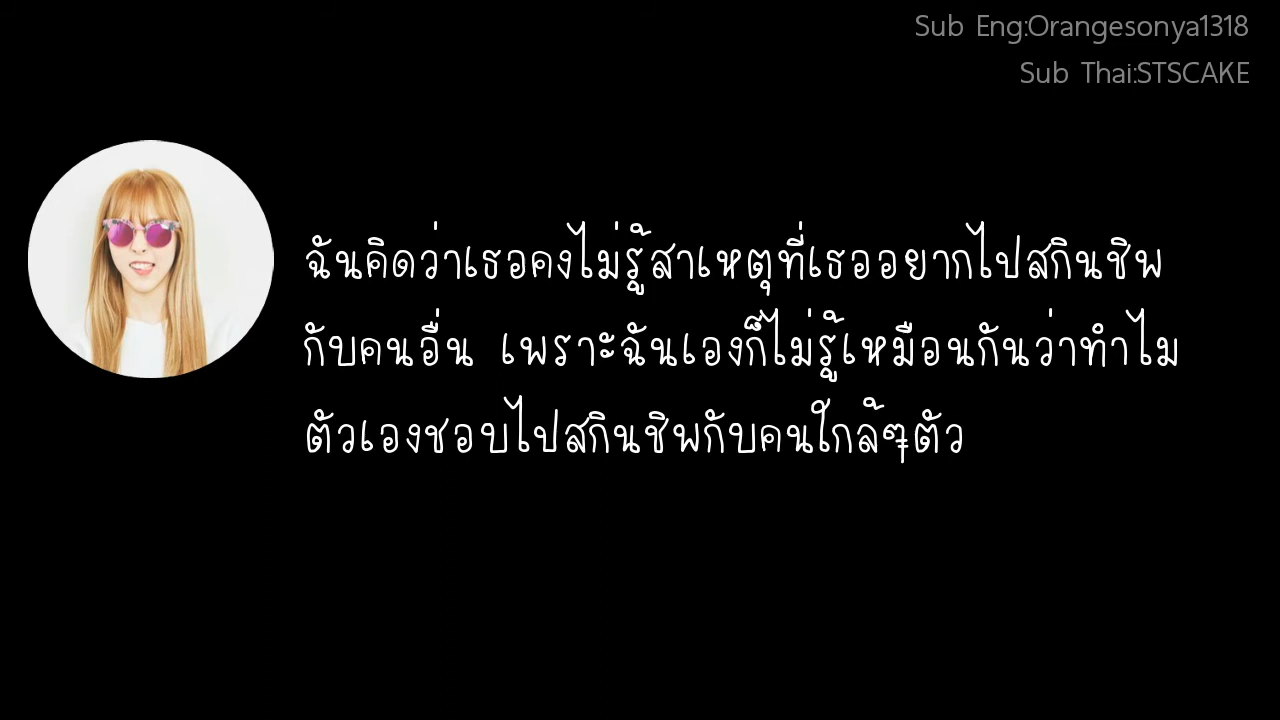 Sub Eng:Orangesonya1318
Sub Thai:STSCAKE
ฉันคิดว่าเธอคงไม่รู้สาเหตุที่เธออยากไปสกินชิพ
กับคนอื่น เพราะฉันเองก็ไม่รู้เหมือนกันว่าทำไม
ตัวเองชอบไปสกินชิพกับคนใกล้ๆตัว